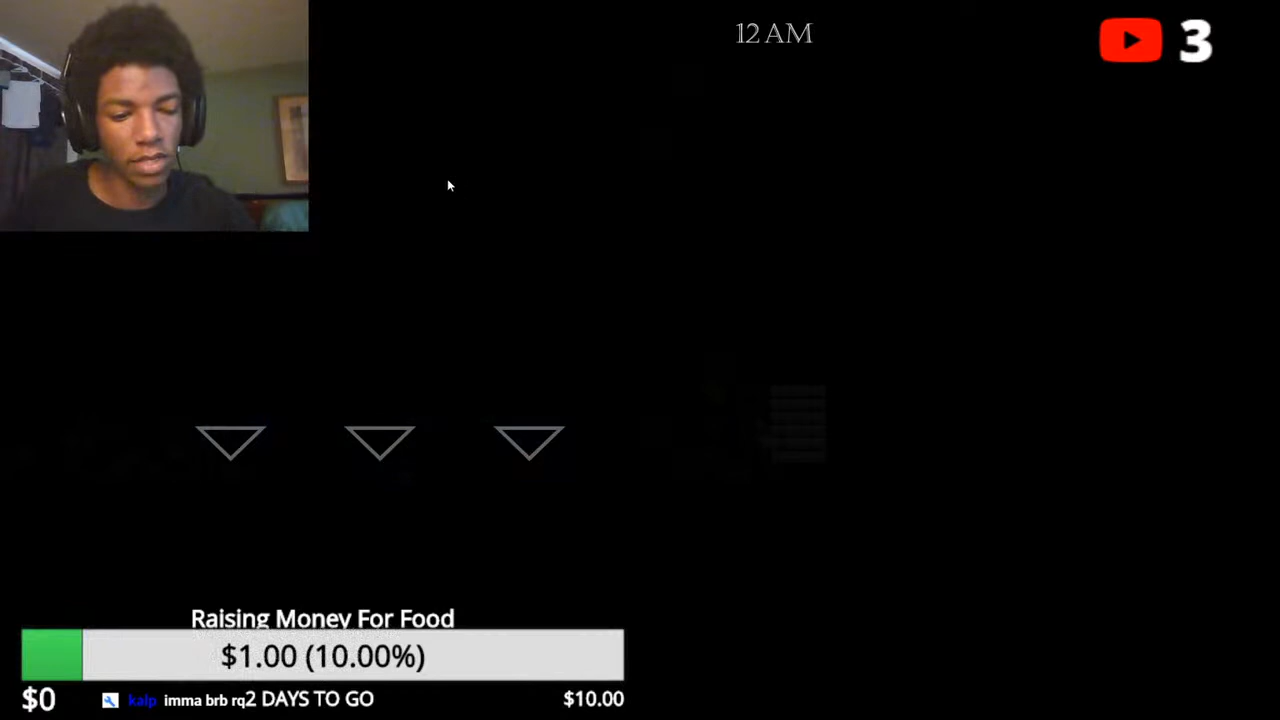 12 AM
3
Raising Money For Food
$1.00 (10.00%)
$0 kalp imma brb rq2 DAYS TO GO $10.00